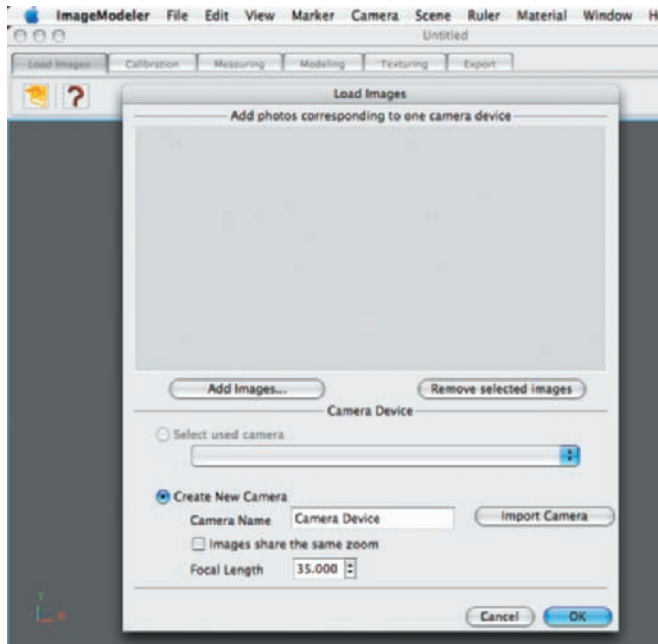 ImageModeler File Edit View Marker Camera Scene Ruler Material Window H
Untitled
Load Images Calibration Measuring Modeling Texturing Export
?
Load Images
Add photos corresponding to one camera device
Add Images... Remove selected images
Camera Device
Select used camera
Create New Camera
Camera Name Camera Device Import Camera
Images share the same zoom
Focal Length 35.000
Cancel OK